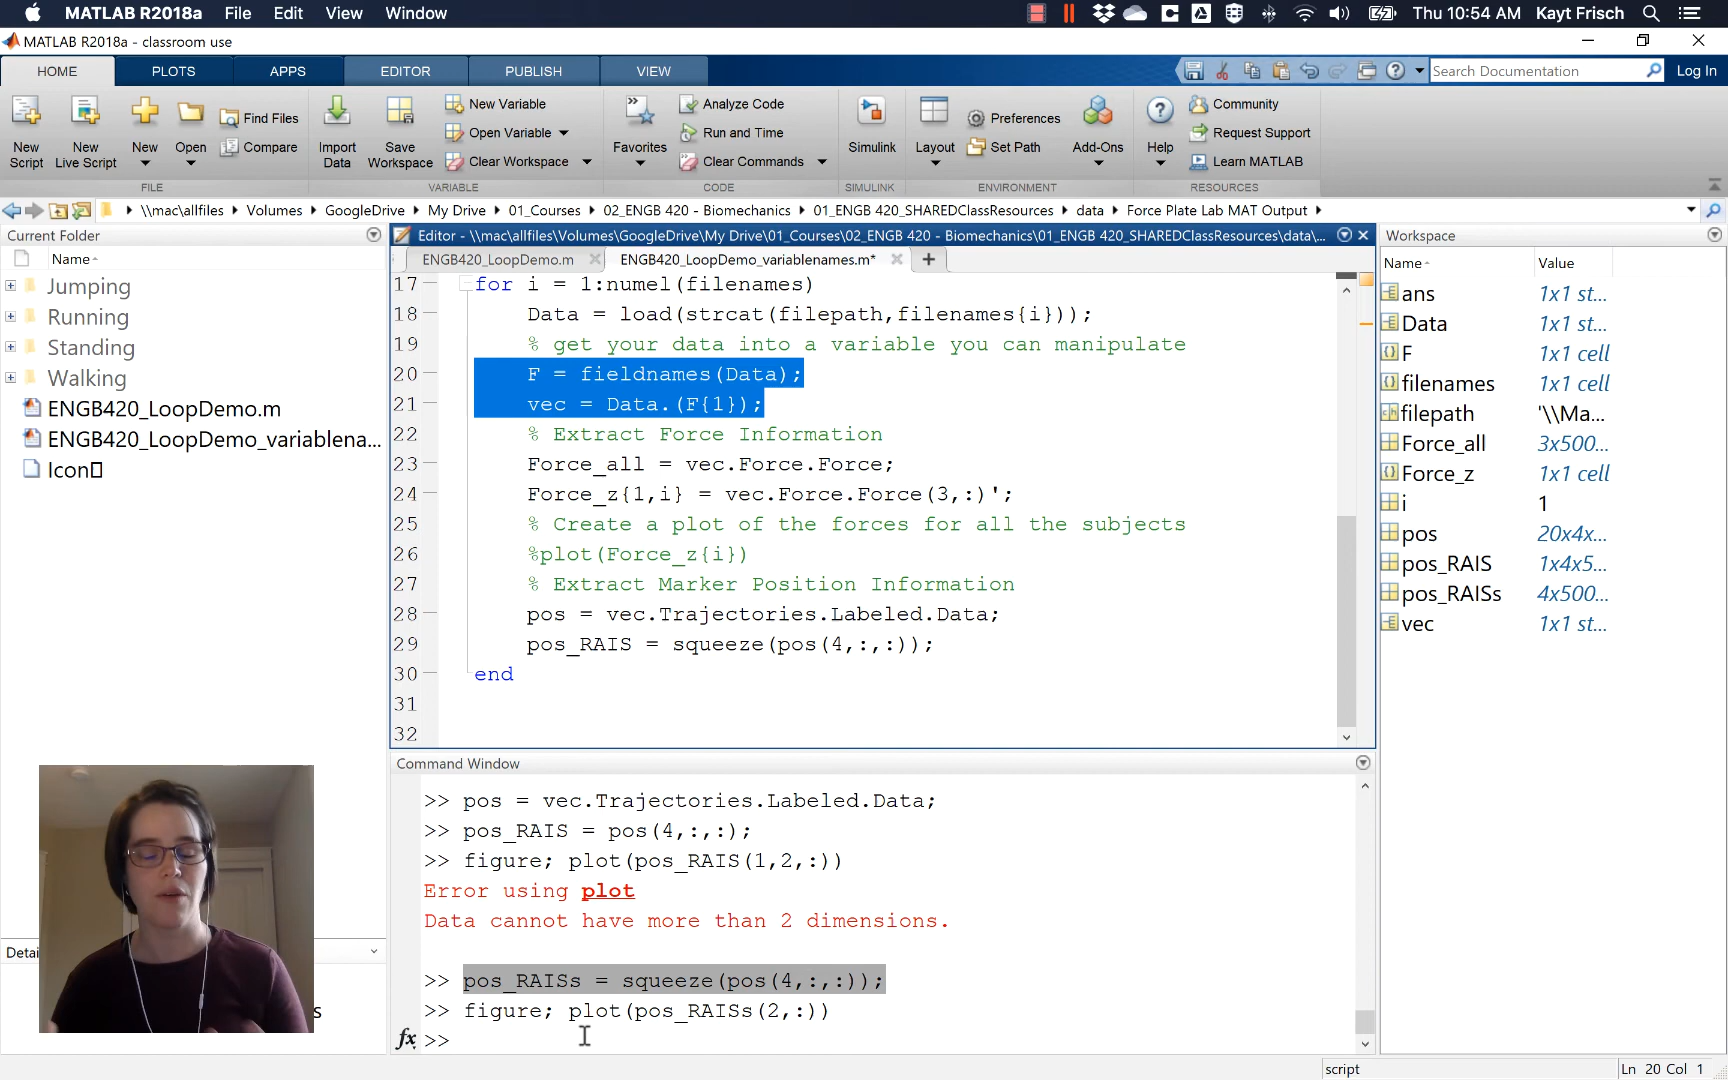 MATLAB R2018a File Edit View Window Thu 10:54 AM Kayt Frisch
MATLAB R2018a - classroom use
HOME PLOTS APPS EDITOR PUBLISH VIEW Search Documentation Log In
New Script
New Live Script
New
Open
Find Files
Compare
FILE
Import Data
Save Workspace
New Variable
Open Variable
Clear Workspace
VARIABLE
Favorites
Analyze Code
Run and Time
Clear Commands
CODE
Simulink
SIMULINK
Layout
Preferences
Set Path
Add-Ons
ENVIRONMENT
Help
Community
Request Support
Learn MATLAB
RESOURCES
\\mac\allfiles Volumes GoogleDrive My Drive 01_Courses 02_ENGB 420 - Biomechanics 01_ENGB 420_SHAREDClassResources data Force Plate Lab MAT Output
Current Folder
Name
Jumping
Running
Standing
Walking
ENGB420_LoopDemo.m
ENGB420_LoopDemo_variablena...
Icon
Detai
s
Editor - \\mac\allfiles\Volumes\GoogleDrive\My Drive\01_Courses\02_ENGB 420 - Biomechanics\01_ENGB 420_SHAREDClassResources\data\...
ENGB420_LoopDemo.m ENGB420_LoopDemo_variablenames.m*
17 for i = 1:numel(filenames)
18 Data = load(strcat(filepath,filenames{i}));
19 % get your data into a variable you can manipulate
20 F = fieldnames(Data);
21 vec = Data.(F{1});
22 % Extract Force Information
23 Force_all = vec.Force.Force;
24 Force_z{1,i} = vec.Force.Force(3,:)';
25 % Create a plot of the forces for all the subjects
26 %plot(Force_z{i})
27 % Extract Marker Position Information
28 pos = vec.Trajectories.Labeled.Data;
29 pos_RAIS = squeeze(pos(4,:,:));
30 end
31
32
Command Window
>> pos = vec.Trajectories.Labeled.Data;
>> pos_RAIS = pos(4,:,:);
>> figure; plot(pos_RAIS(1,2,:))
Error using plot
Data cannot have more than 2 dimensions.
>> pos_RAISs = squeeze(pos(4,:,:));
>> figure; plot(pos_RAISs(2,:))
fx >>
Workspace
Name Value
ans 1x1 st...
Data 1x1 st...
F 1x1 cell
filenames 1x1 cell
filepath '\\Ma...
Force_all 3x500...
Force_z 1x1 cell
i 1
pos 20x4x...
pos_RAIS 1x4x5...
pos_RAISs 4x500...
vec 1x1 st...
script Ln 20 Col 1